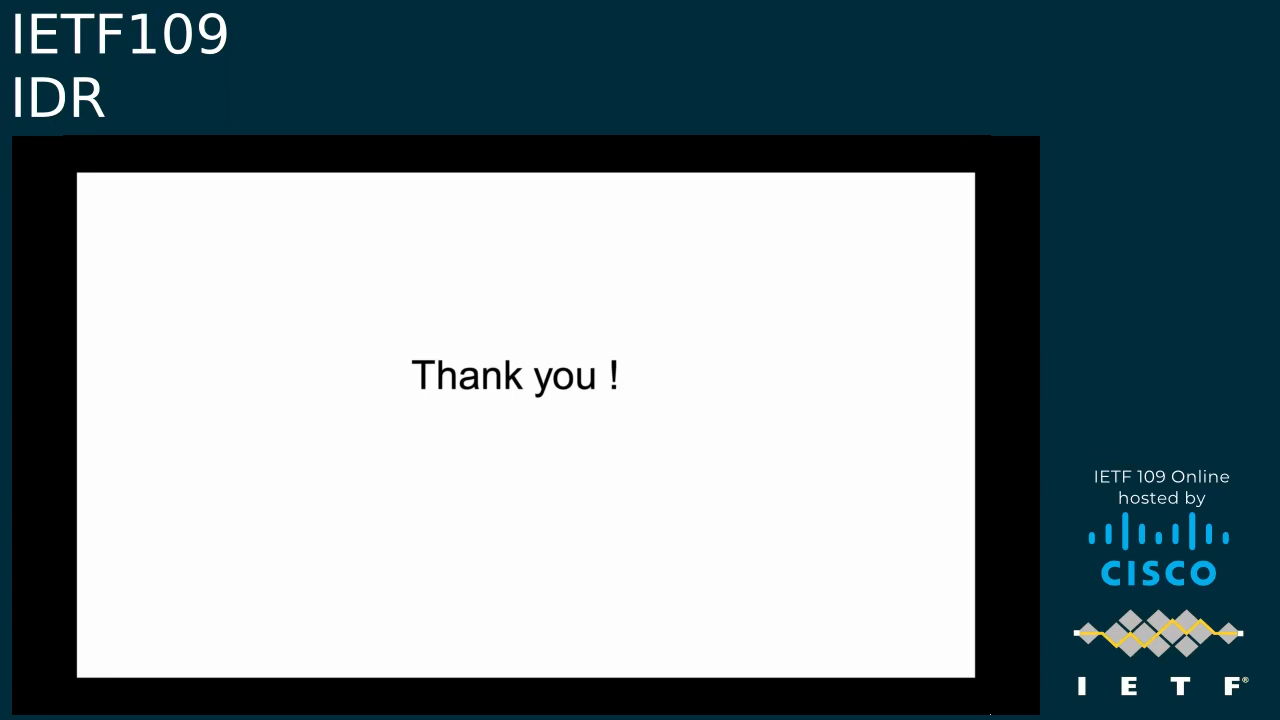 IETF109
IDR
Thank you !
IETF 109 Online
hosted by
CISCO
I E T F®